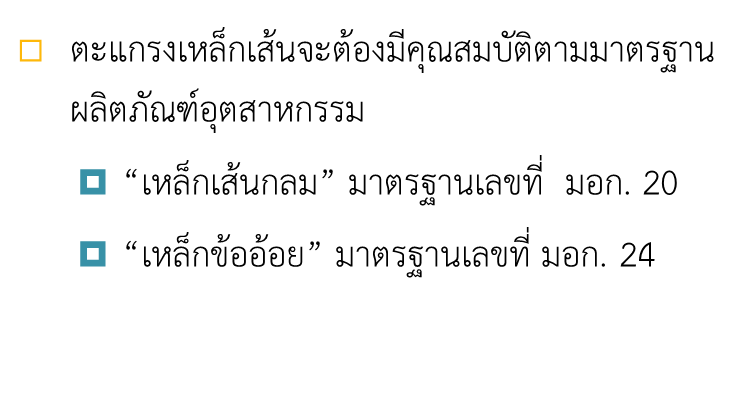 ตะแกรงเหล็กเส้นจะต้องมีคุณสมบัติตามมาตรฐาน
ผลิตภัณฑ์อุตสาหกรรม
“เหล็กเส้นกลม” มาตรฐานเลขที่ มอก. 20
“เหล็กข้ออ้อย” มาตรฐานเลขที่ มอก. 24